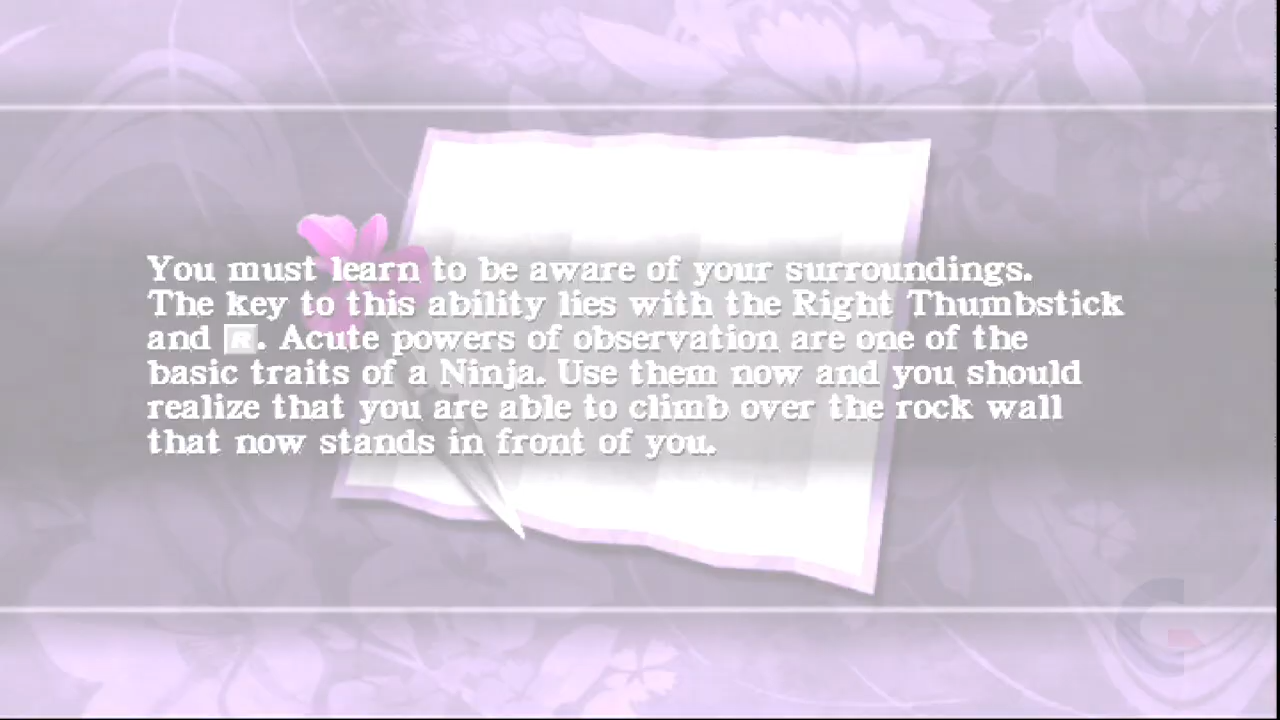 You must learn to be aware of your surroundings.
The key to this ability lies with the Right Thumbstick
and R. Acute powers of observation are one of the
basic traits of a Ninja. Use them now and you should
realize that you are able to climb over the rock wall
that now stands in front of you.